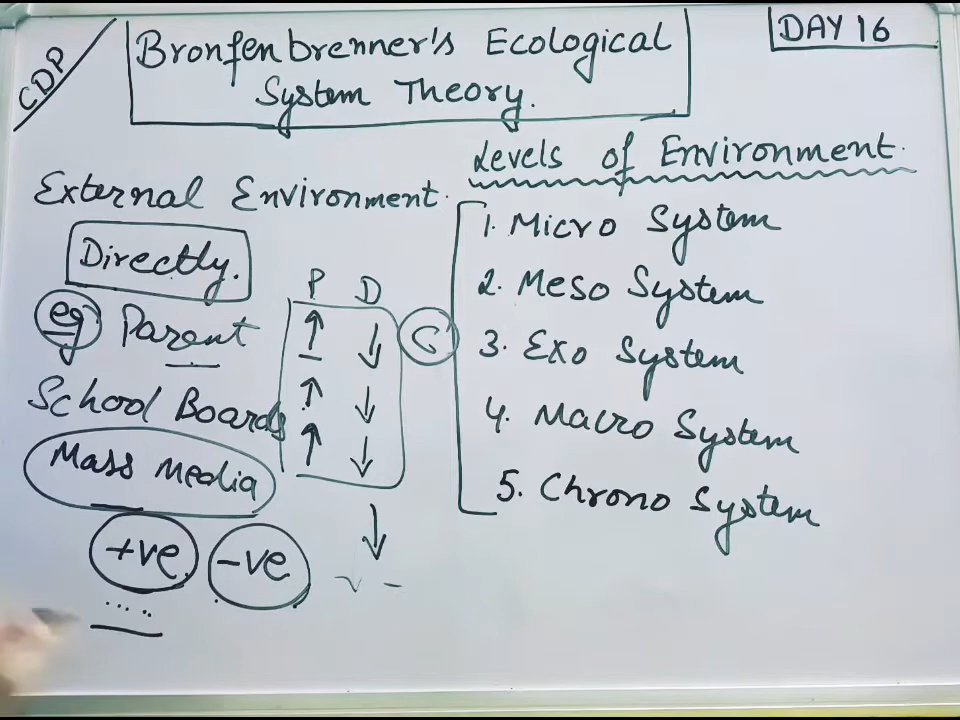 CDP
Bronfenbrenner's Ecological
System Theory.
DAY 16
Levels of Environment.
External Environment.
Directly.
eg Parent
School Boards
Mass Media
+ve -ve
P D
C
1. Micro System
2. Meso System
3. Exo System
4. Macro System
5. Chrono System